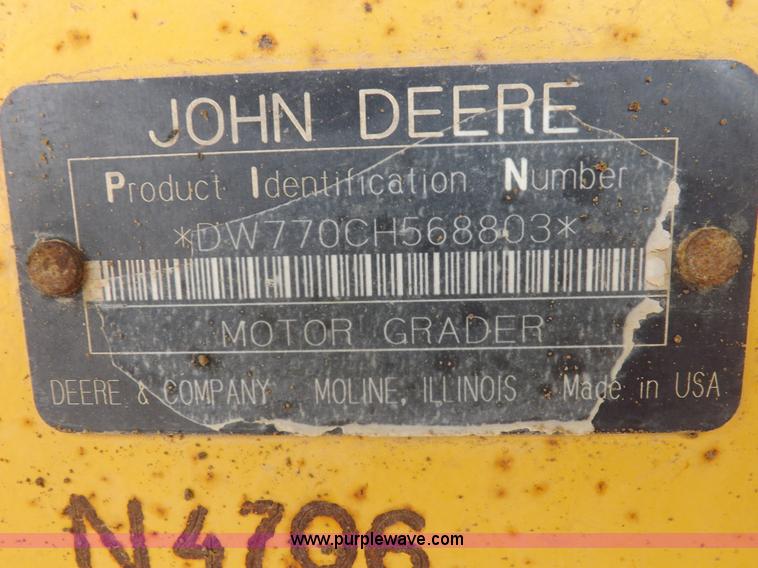 JOHN DEERE
Product Identification Number
*DW770CH568803*
MOTOR GRADER
DEERE & COMPANY MOLINE, ILLINOIS Made in USA
N4796
www.purplewave.com